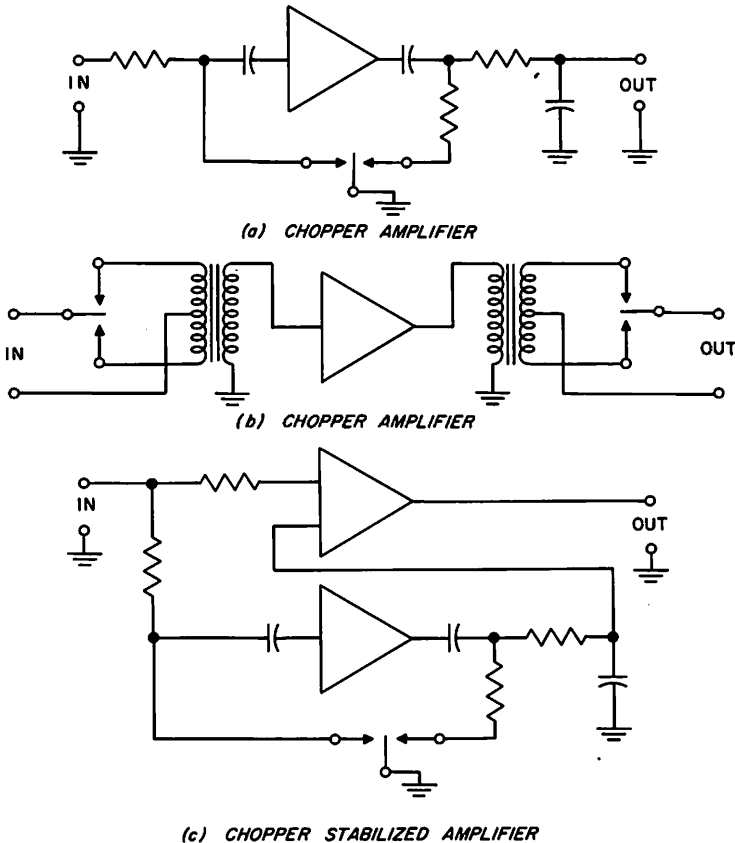 IN
OUT
(a) CHOPPER AMPLIFIER
IN
OUT
(b) CHOPPER AMPLIFIER
IN
OUT
(c) CHOPPER STABILIZED AMPLIFIER